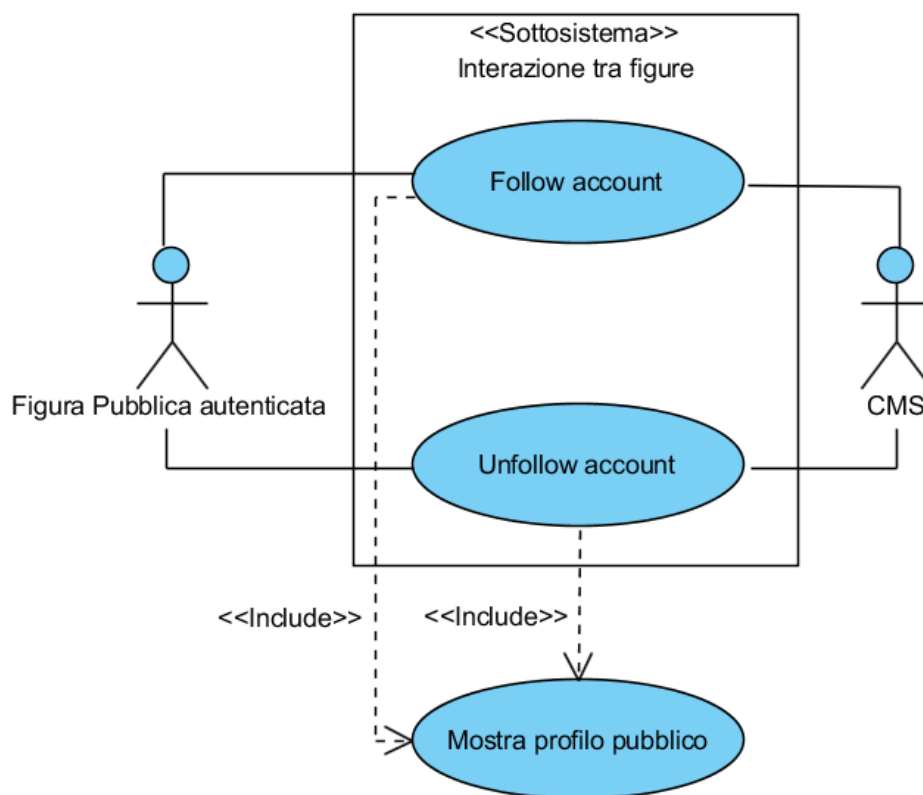 <<Sottosistema>>
Interazione tra figure
Follow account
Figura Pubblica autenticata
CMS
Unfollow account
<<Include>>
<<Include>>
Mostra profilo pubblico